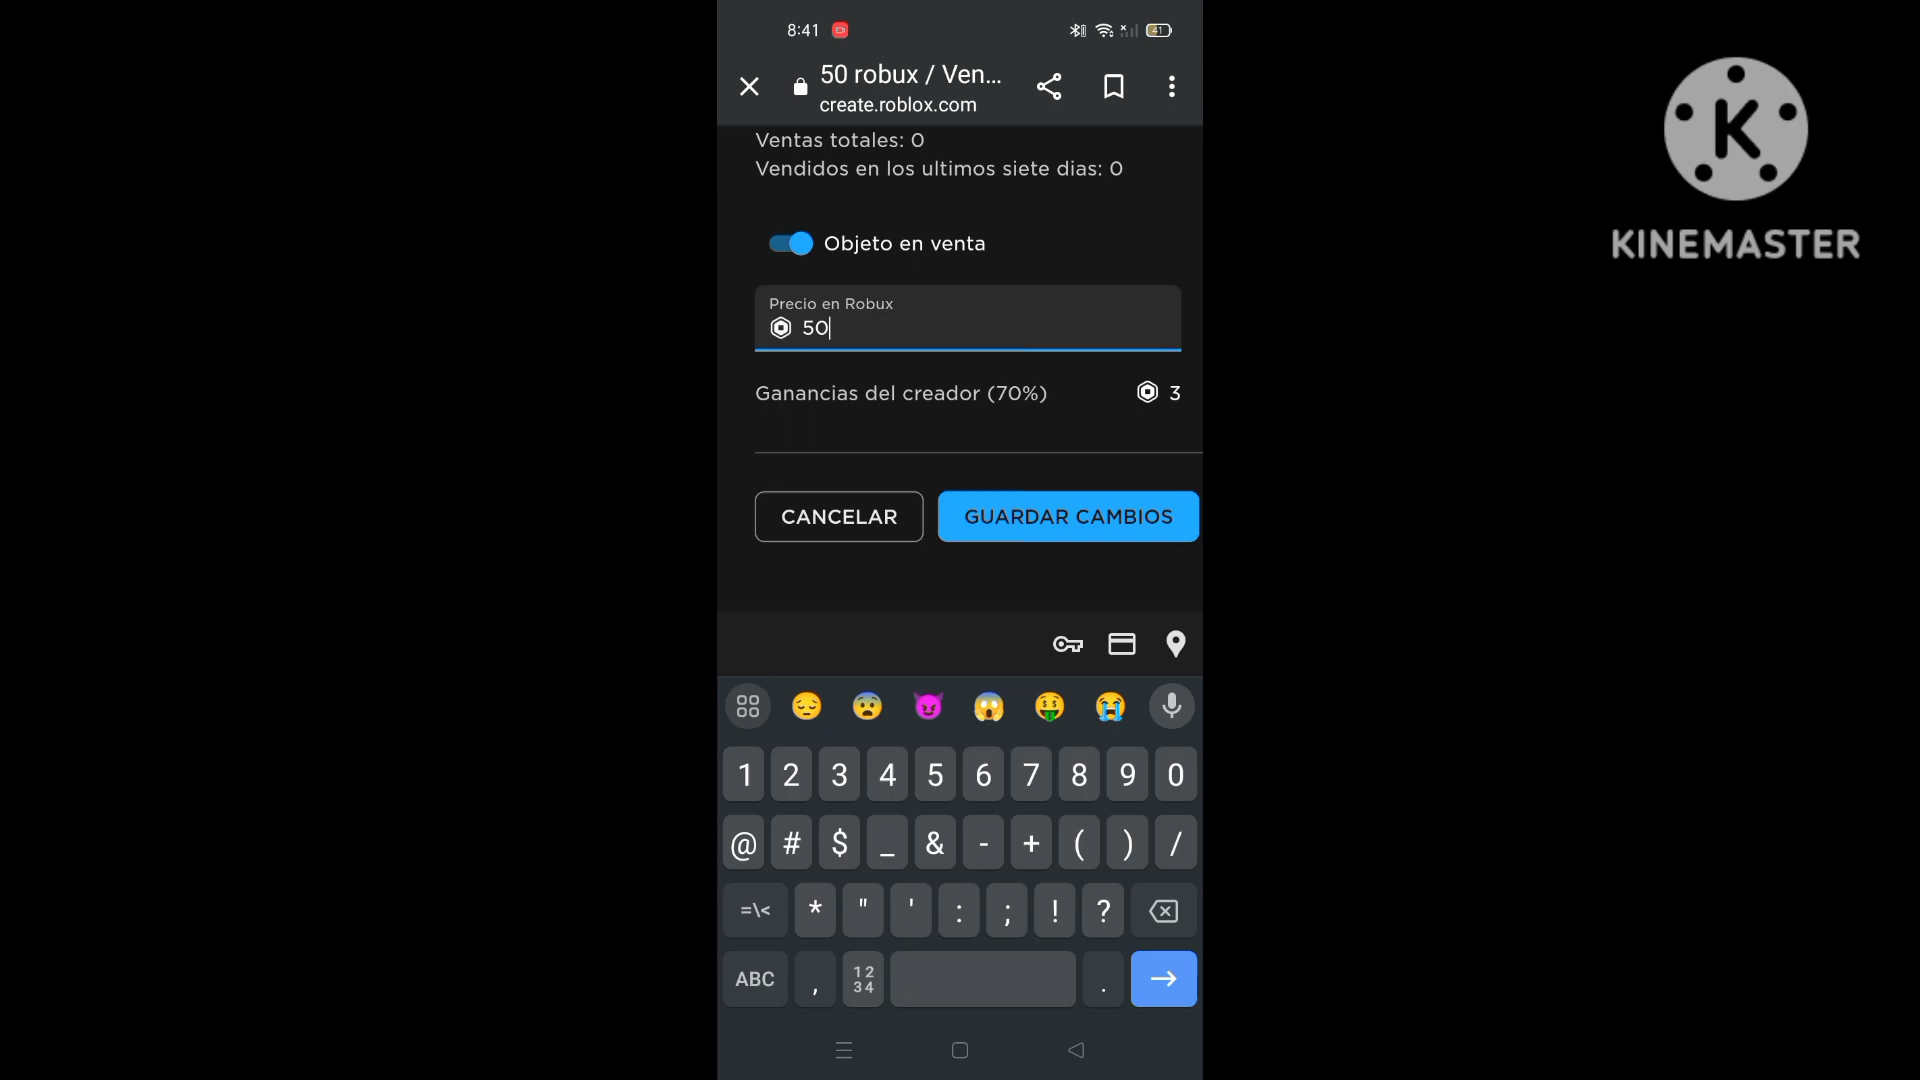 8:41
41
50 robux / Ven...
create.roblox.com
Ventas totales: 0
Vendidos en los ultimos siete dias: 0
Objeto en venta
Precio en Robux
50
Ganancias del creador (70%) 3
CANCELAR GUARDAR CAMBIOS
1 2 3 4 5 6 7 8 9 0
@ # $ _ & - + ( ) /
=\< * " ' : ; ! ?
ABC , 12 34 .
K
KINEMASTER